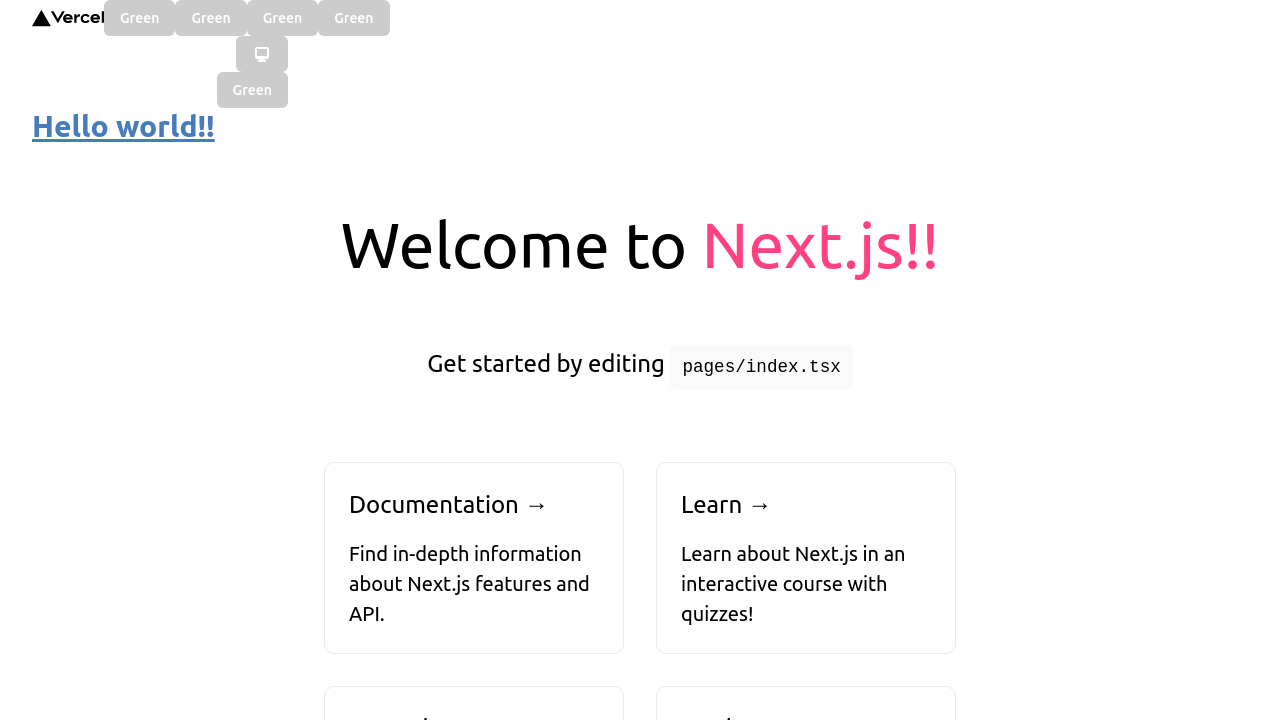 Vercel Green Green Green Green
Green
Hello world!!
Welcome to Next.js!!
Get started by editing pages/index.tsx
Documentation →
Find in-depth information
about Next.js features and
API.
Learn →
Learn about Next.js in an
interactive course with
quizzes!